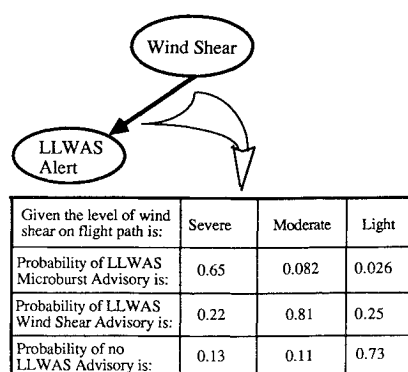 Wind Shear
LLWAS
Alert
Given the level of wind
shear on flight path is:
Severe
Moderate
Light
Probability of LLWAS
Microburst Advisory is:
0.65
0.082
0.026
Probability of LLWAS
Wind Shear Advisory is:
0.22
0.81
0.25
Probability of no
LLWAS Advisory is:
0.13
0.11
0.73